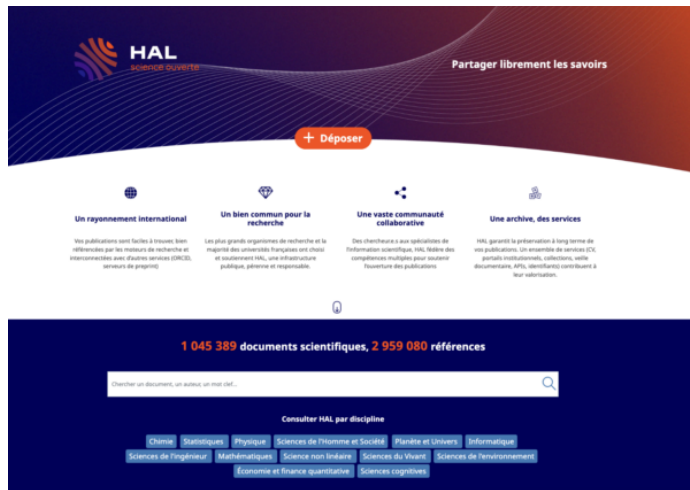 HAL
science ouverte
Partager librement les savoirs
+ Déposer
Un rayonnement international
Vos publications sont faciles à trouver, bien
référencées par les moteurs de recherche et
interconnectées avec d'autres services (ORCID,
serveurs de preprint)
Un bien commun pour la
recherche
Les plus grands organismes de recherche et la
majorité des universités françaises ont choisi
et soutiennent HAL, une infrastructure
publique, pérenne et responsable.
Une vaste communauté
collaborative
Des chercheur.e.s aux spécialistes de
l'information scientifique, HAL fédère des
compétences multiples pour soutenir
l'ouverture des publications
Une archive, des services
HAL garantit la préservation à long terme de
vos publications. Un ensemble de services (CV,
portails institutionnels, collections, veille
documentaire, APIs, identifiants) contribuent à
leur valorisation.
1 045 389 documents scientifiques, 2 959 080 références
Chercher un document, un auteur, un mot clef...
Consulter HAL par discipline
Chimie Statistiques Physique Sciences de l'Homme et Société Planète et Univers Informatique
Sciences de l'ingénieur Mathématiques Science non linéaire Sciences du Vivant Sciences de l'environnement
Économie et finance quantitative Sciences cognitives